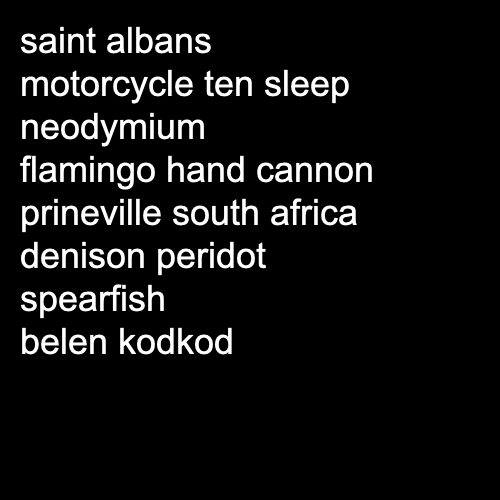 saint albans
motorcycle ten sleep
neodymium
flamingo hand cannon
prineville south africa
denison peridot
spearfish
belen kodkod